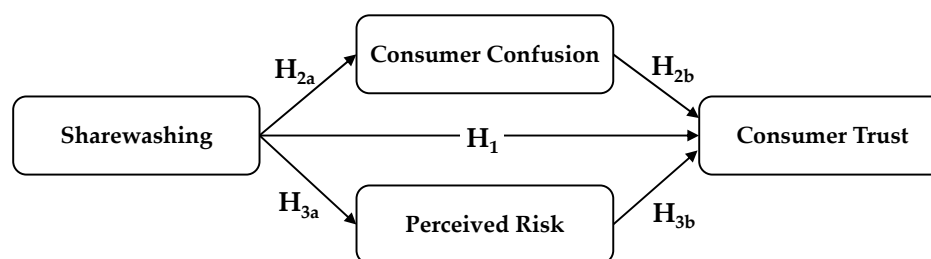 Consumer Confusion
H2a
H2b
Sharewashing
H1
Consumer Trust
H3a
Perceived Risk
H3b